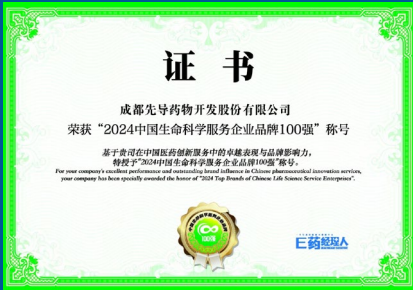 证书
成都先导药物开发股份有限公司
荣获“2024中国生命科学服务企业品牌100强”称号
基于贵司在中国医药创新服务中的卓越表现与品牌影响力，
特授予“2024中国生命科学服务企业品牌100强”称号。
For your company's excellent performance and outstanding brand influence in Chinese pharmaceutical innovation services,
your company has been specially awarded the honor of "2024 Top Brands of Chinese Life Science Service Enterprises".
E药经理人